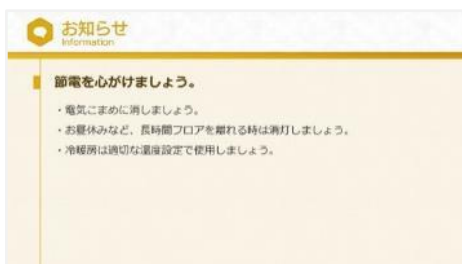 お知らせ
Information
節電を心がけましょう。
・電気こまめに消しましょう。
・お昼休みなど、長時間フロアを離れる時は消灯しましょう。
・冷暖房は適切な温度設定で使用しましょう。